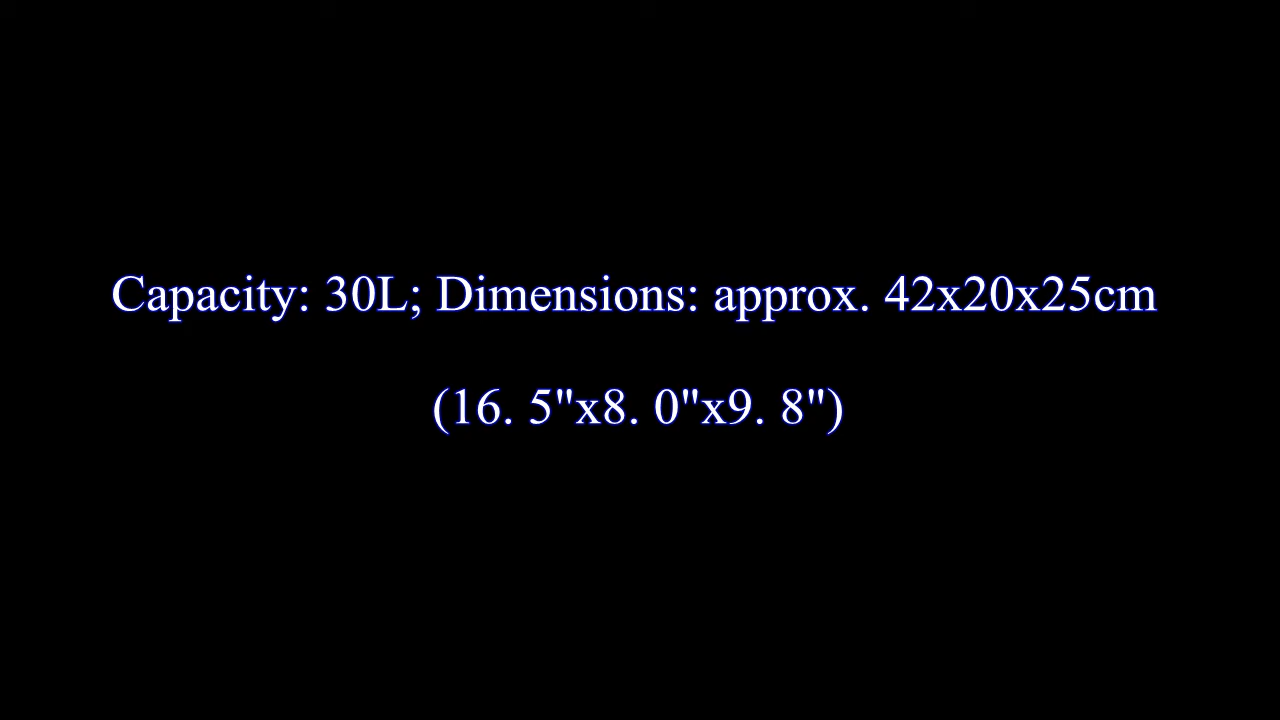 Capacity: 30L; Dimensions: approx. 42x20x25cm
(16. 5"x8. 0"x9. 8")